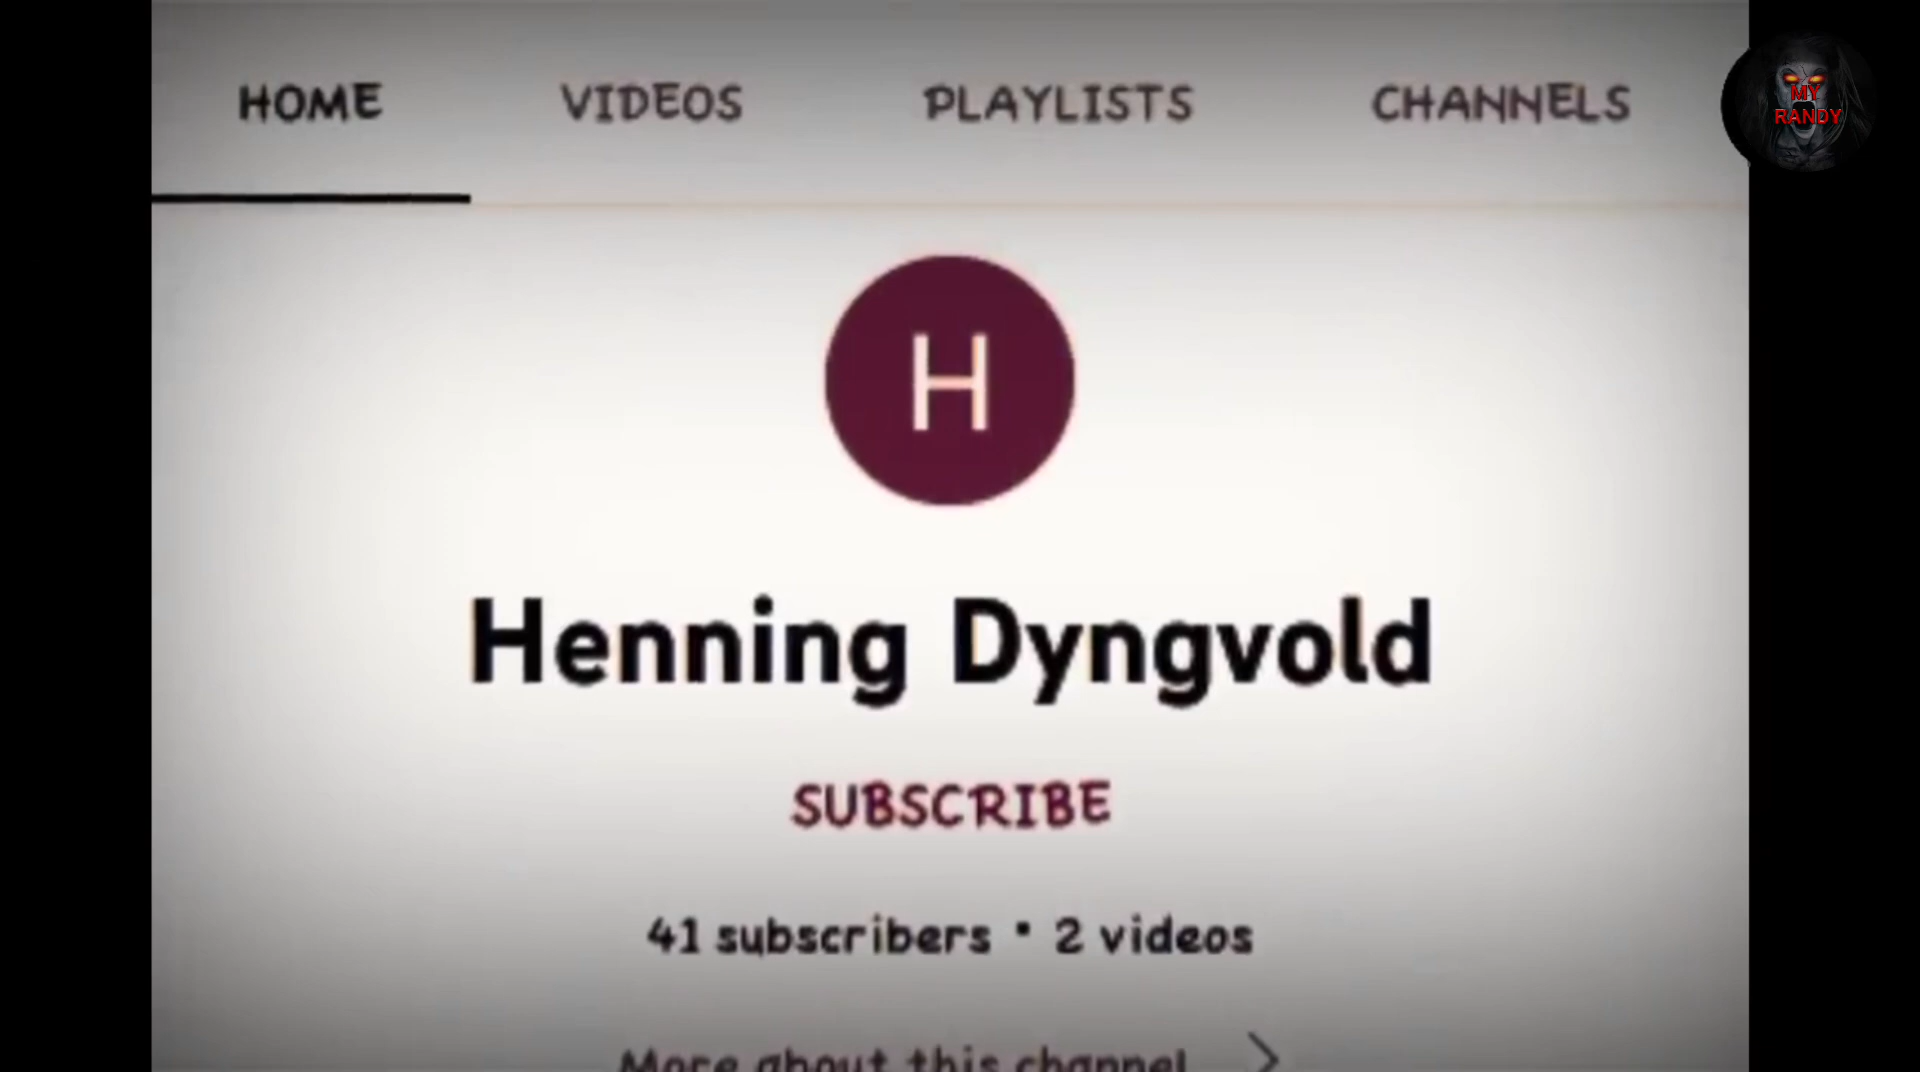 HOME VIDEOS PLAYLISTS CHANNELS
MY
RANDY
H
Henning Dyngvold
SUBSCRIBE
41 subscribers · 2 videos
More about this channel